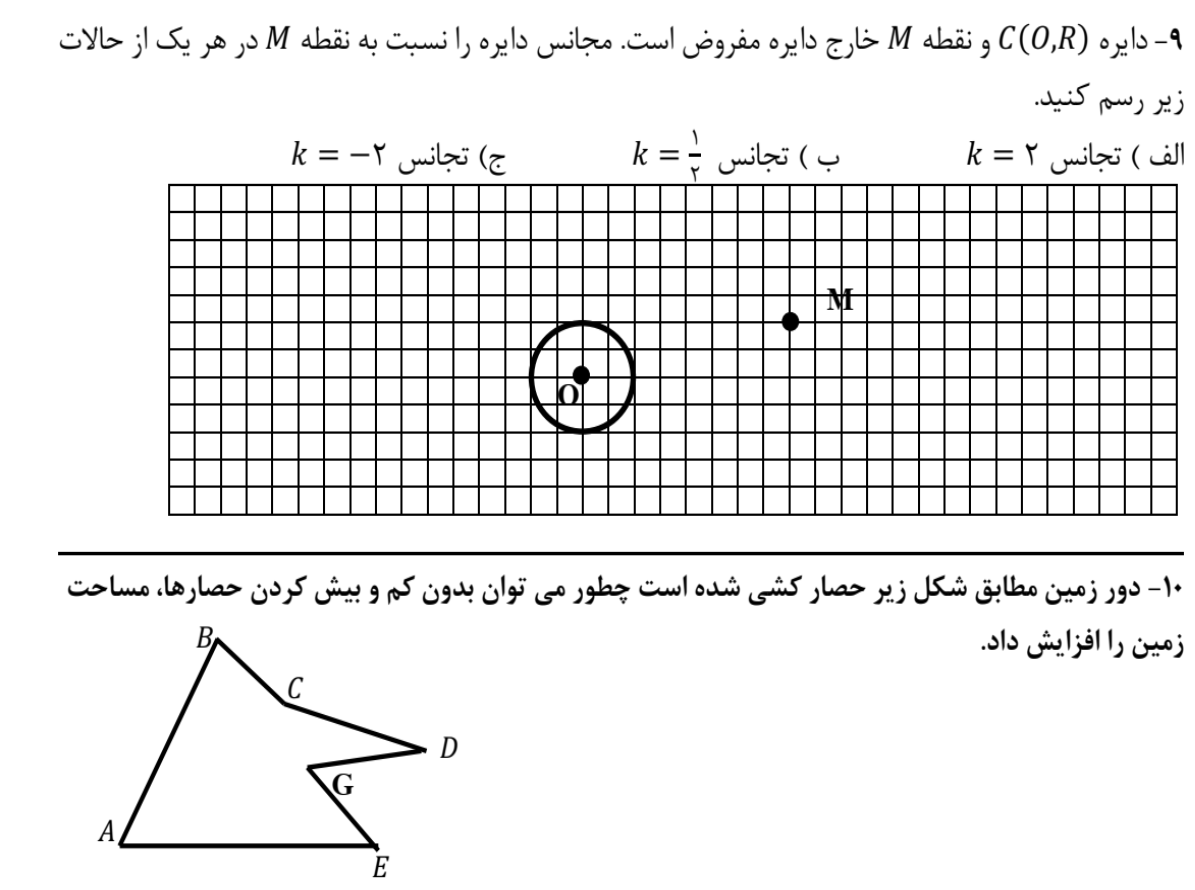 ۹- دایره C(O,R) و نقطه M خارج دایره مفروض است. مجانس دایره را نسبت به نقطه M در هر یک از حالات
زیر رسم کنید.
الف ) تجانس k = ۲ ب ) تجانس k = ۱/۲ ج) تجانس k = −۲
M
O
۱۰- دور زمین مطابق شکل زیر حصار کشی شده است چطور می توان بدون کم و بیش کردن حصارها، مساحت
زمین را افزایش داد.
B
C
D
G
A
E